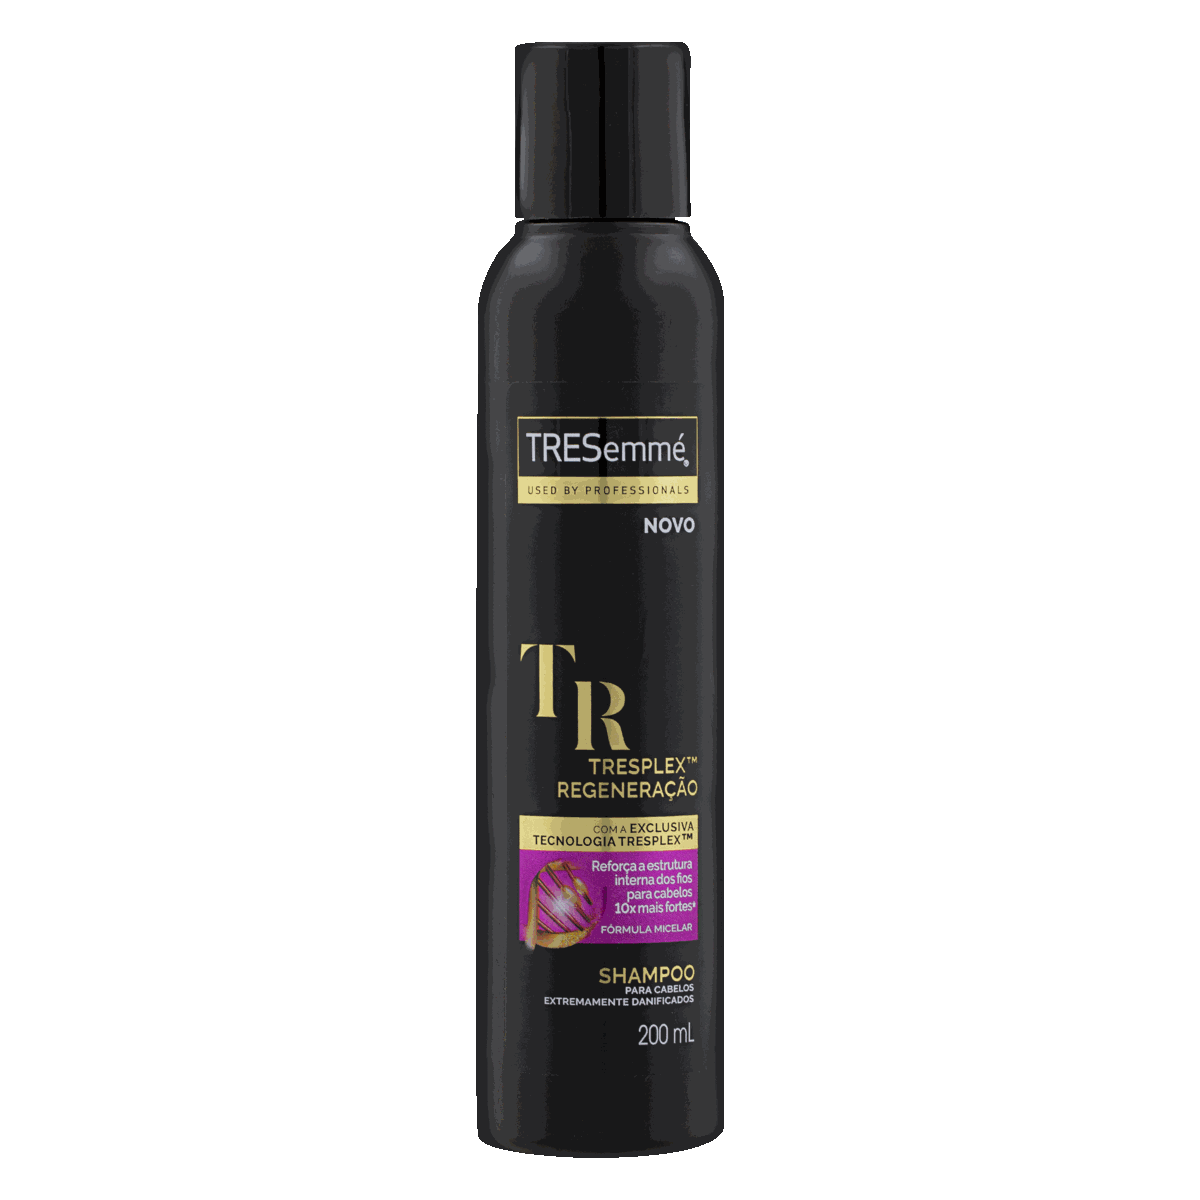 TRESemmé®
USED BY PROFESSIONALS
NOVO
TR
TRESPLEX™
REGENERAÇÃO
COM A EXCLUSIVA
TECNOLOGIA TRESPLEX™
Reforça a estrutura
interna dos fios
para cabelos
10x mais fortes♦
FÓRMULA MICELAR
SHAMPOO
PARA CABELOS
EXTREMAMENTE DANIFICADOS
200 mL